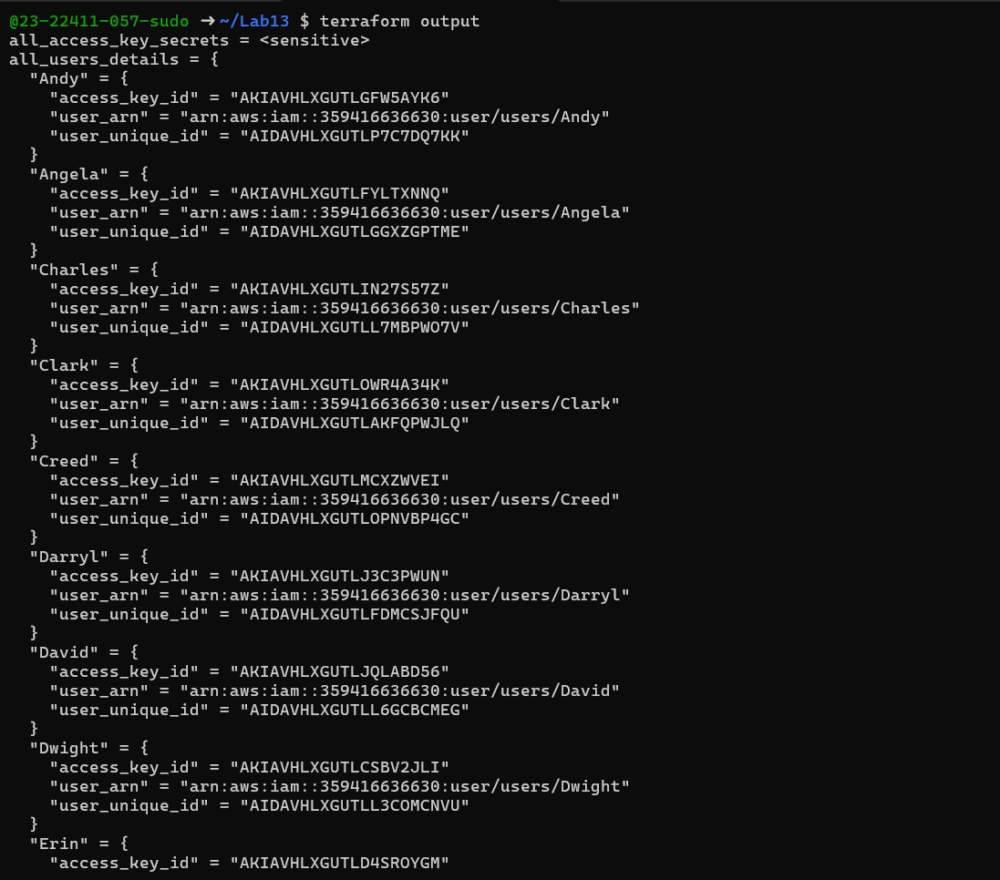 @23-22411-057-sudo → ~/Lab13 $ terraform output
all_access_key_secrets = <sensitive>
all_users_details = {
  "Andy" = {
    "access_key_id" = "AKIAVHLXGUTLGFW5AYK6"
    "user_arn" = "arn:aws:iam::359416636630:user/users/Andy"
    "user_unique_id" = "AIDAVHLXGUTLP7C7DQ7KK"
  }
  "Angela" = {
    "access_key_id" = "AKIAVHLXGUTLFYLTXNNQ"
    "user_arn" = "arn:aws:iam::359416636630:user/users/Angela"
    "user_unique_id" = "AIDAVHLXGUTLGGXZGPTME"
  }
  "Charles" = {
    "access_key_id" = "AKIAVHLXGUTLIN27S57Z"
    "user_arn" = "arn:aws:iam::359416636630:user/users/Charles"
    "user_unique_id" = "AIDAVHLXGUTLL7MBPWO7V"
  }
  "Clark" = {
    "access_key_id" = "AKIAVHLXGUTLOWR4A34K"
    "user_arn" = "arn:aws:iam::359416636630:user/users/Clark"
    "user_unique_id" = "AIDAVHLXGUTLAKFQPWJLQ"
  }
  "Creed" = {
    "access_key_id" = "AKIAVHLXGUTLMCXZWVEI"
    "user_arn" = "arn:aws:iam::359416636630:user/users/Creed"
    "user_unique_id" = "AIDAVHLXGUTLOPNVBP4GC"
  }
  "Darryl" = {
    "access_key_id" = "AKIAVHLXGUTLJ3C3PWUN"
    "user_arn" = "arn:aws:iam::359416636630:user/users/Darryl"
    "user_unique_id" = "AIDAVHLXGUTLFDMCSJFQU"
  }
  "David" = {
    "access_key_id" = "AKIAVHLXGUTLJQLABD56"
    "user_arn" = "arn:aws:iam::359416636630:user/users/David"
    "user_unique_id" = "AIDAVHLXGUTLL6GCBCMEG"
  }
  "Dwight" = {
    "access_key_id" = "AKIAVHLXGUTLCSBV2JLI"
    "user_arn" = "arn:aws:iam::359416636630:user/users/Dwight"
    "user_unique_id" = "AIDAVHLXGUTLL3COMCNVU"
  }
  "Erin" = {
    "access_key_id" = "AKIAVHLXGUTLD4SROYGM"